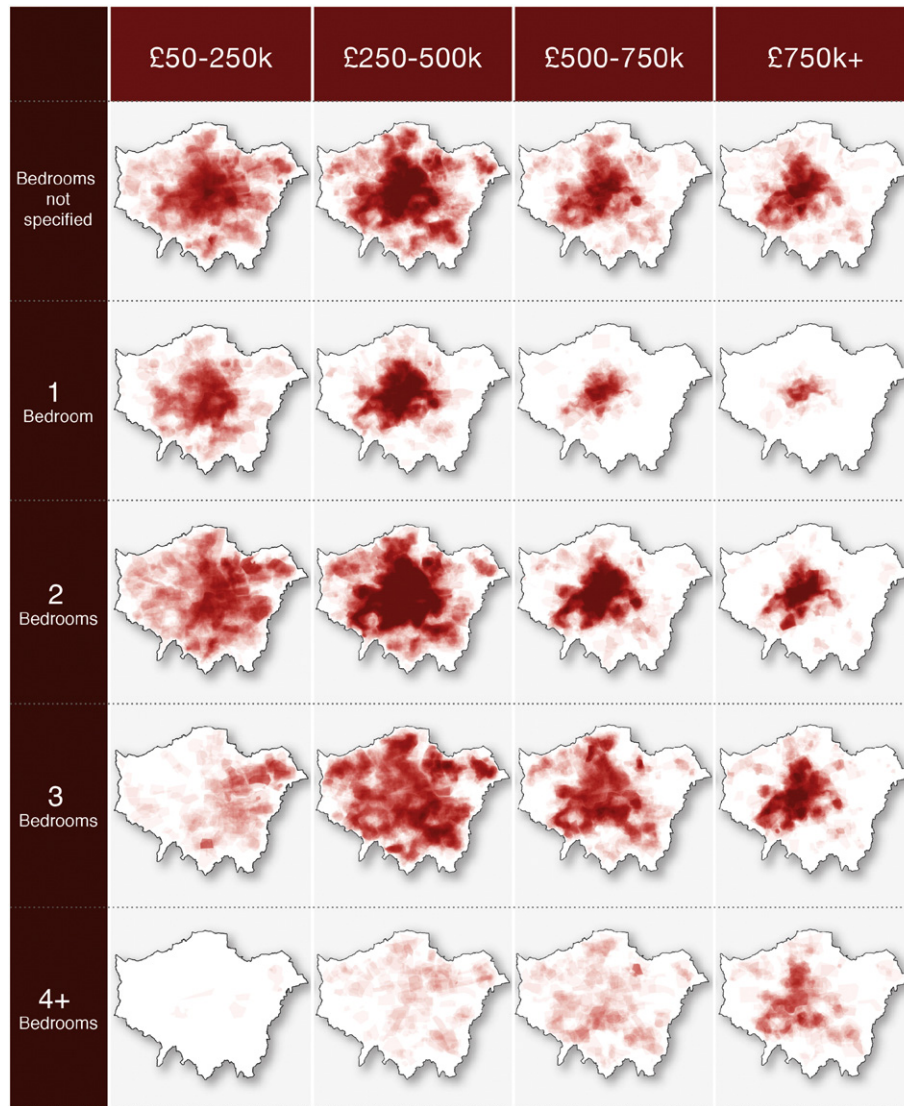 £50-250k
£250-500k
£500-750k
£750k+
Bedrooms
not
specified
1
Bedroom
2
Bedrooms
3
Bedrooms
4+
Bedrooms